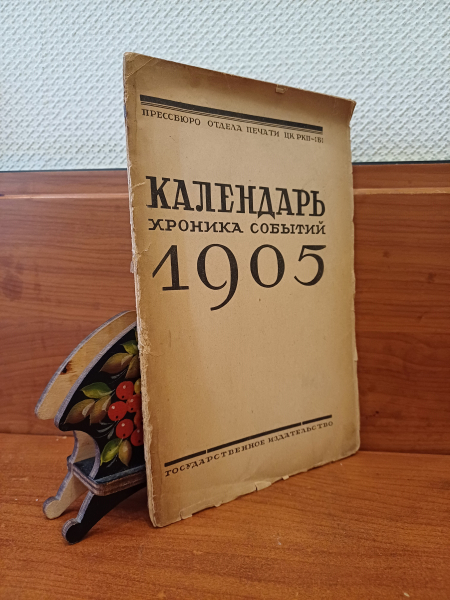 ПРЕССБЮРО ОТДЕЛА ПЕЧАТИ ЦК РКП-(Б)
КАЛЕНДАРЬ
ХРОНИКА СОБЫТИЙ
1905
ГОСУДАРСТВЕННОЕ ИЗДАТЕЛЬСТВО